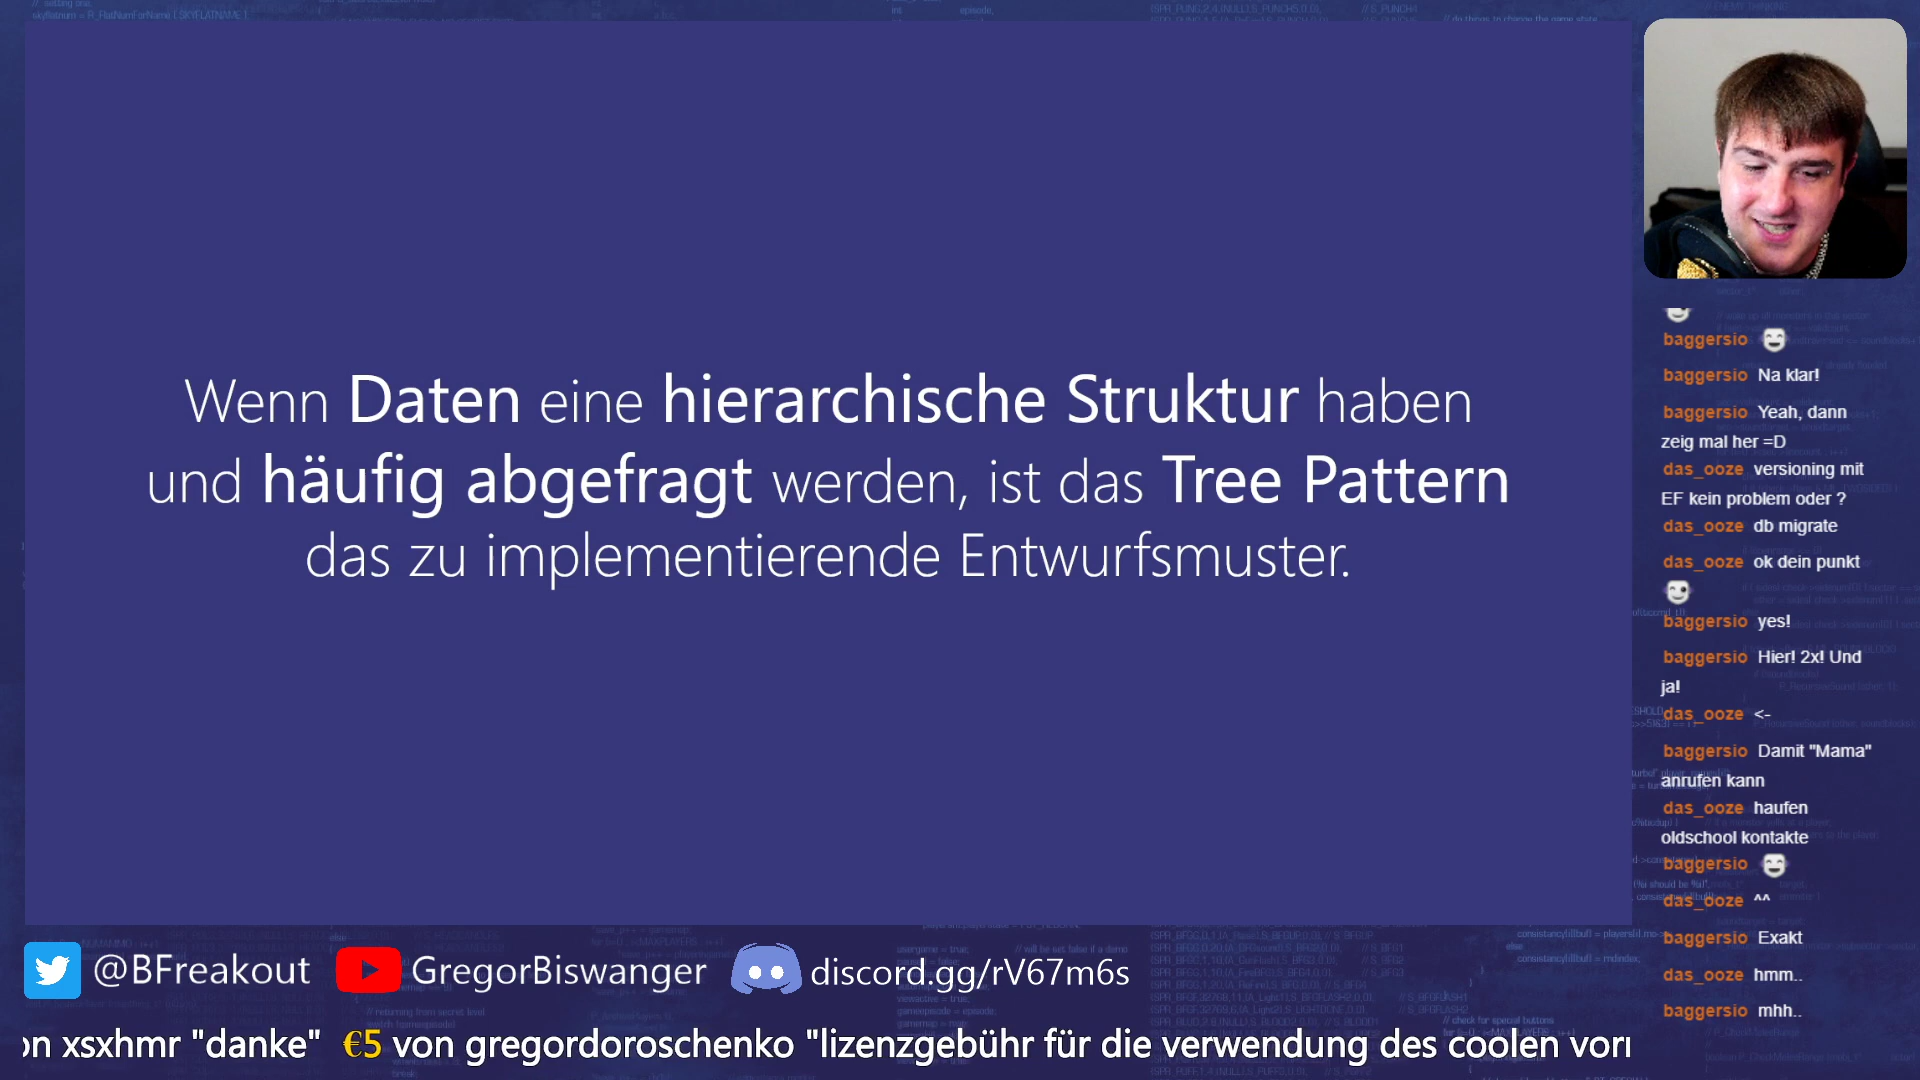 Wenn Daten eine hierarchische Struktur haben
und häufig abgefragt werden, ist das Tree Pattern
das zu implementierende Entwurfsmuster.
baggersio
baggersio Na klar!
baggersio Yeah, dann
zeig mal her =D
das_ooze versioning mit
EF kein problem oder ?
das_ooze db migrate
das_ooze ok dein punkt
baggersio yes!
baggersio Hier! 2x! Und
ja!
das_ooze <-
baggersio Damit "Mama"
anrufen kann
das_ooze haufen
oldschool kontakte
baggersio
das_ooze ^^
baggersio Exakt
das_ooze hmm..
baggersio mhh..
@BFreakout GregorBiswanger discord.gg/rV67m6s
xsxhmr "danke" €5 von gregordoroschenko "lizenzgebühr für die verwendung des coolen